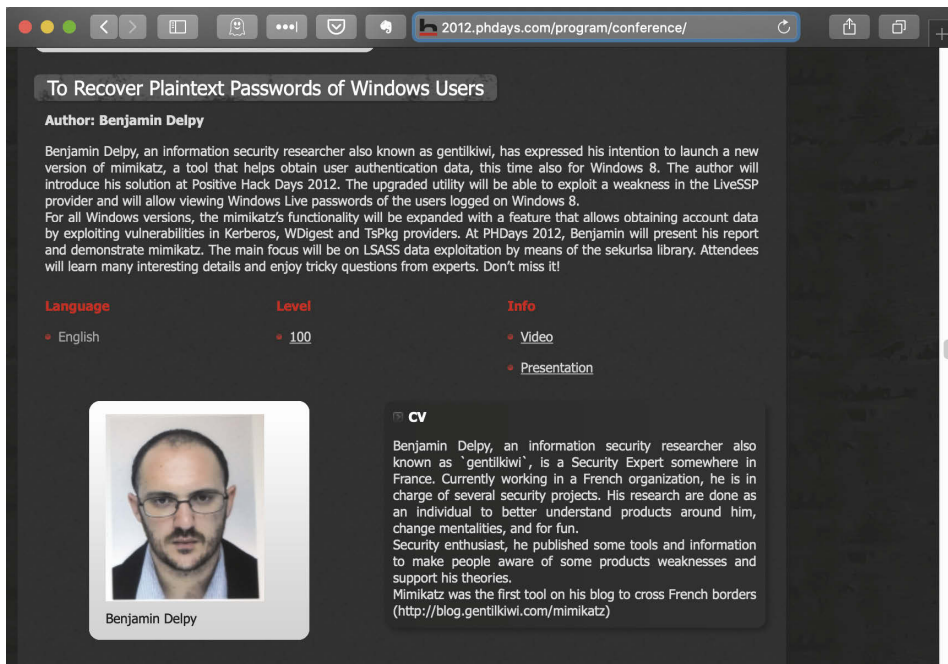 2012.phdays.com/program/conference/
To Recover Plaintext Passwords of Windows Users
Author: Benjamin Delpy
Benjamin Delpy, an information security researcher also known as gentilkiwi, has expressed his intention to launch a new
version of mimikatz, a tool that helps obtain user authentication data, this time also for Windows 8. The author will
introduce his solution at Positive Hack Days 2012. The upgraded utility will be able to exploit a weakness in the LiveSSP
provider and will allow viewing Windows Live passwords of the users logged on Windows 8.
For all Windows versions, the mimikatz's functionality will be expanded with a feature that allows obtaining account data
by exploiting vulnerabilities in Kerberos, WDigest and TsPkg providers. At PHDays 2012, Benjamin will present his report
and demonstrate mimikatz. The main focus will be on LSASS data exploitation by means of the sekurlsa library. Attendees
will learn many interesting details and enjoy tricky questions from experts. Don't miss it!
Language
Level
Info
English
100
Video
Presentation
CV
Benjamin Delpy, an information security researcher also
known as `gentilkiwi`, is a Security Expert somewhere in
France. Currently working in a French organization, he is in
charge of several security projects. His research are done as
an individual to better understand products around him,
change mentalities, and for fun.
Security enthusiast, he published some tools and information
to make people aware of some products weaknesses and
support his theories.
Mimikatz was the first tool on his blog to cross French borders
(http://blog.gentilkiwi.com/mimikatz)
Benjamin Delpy